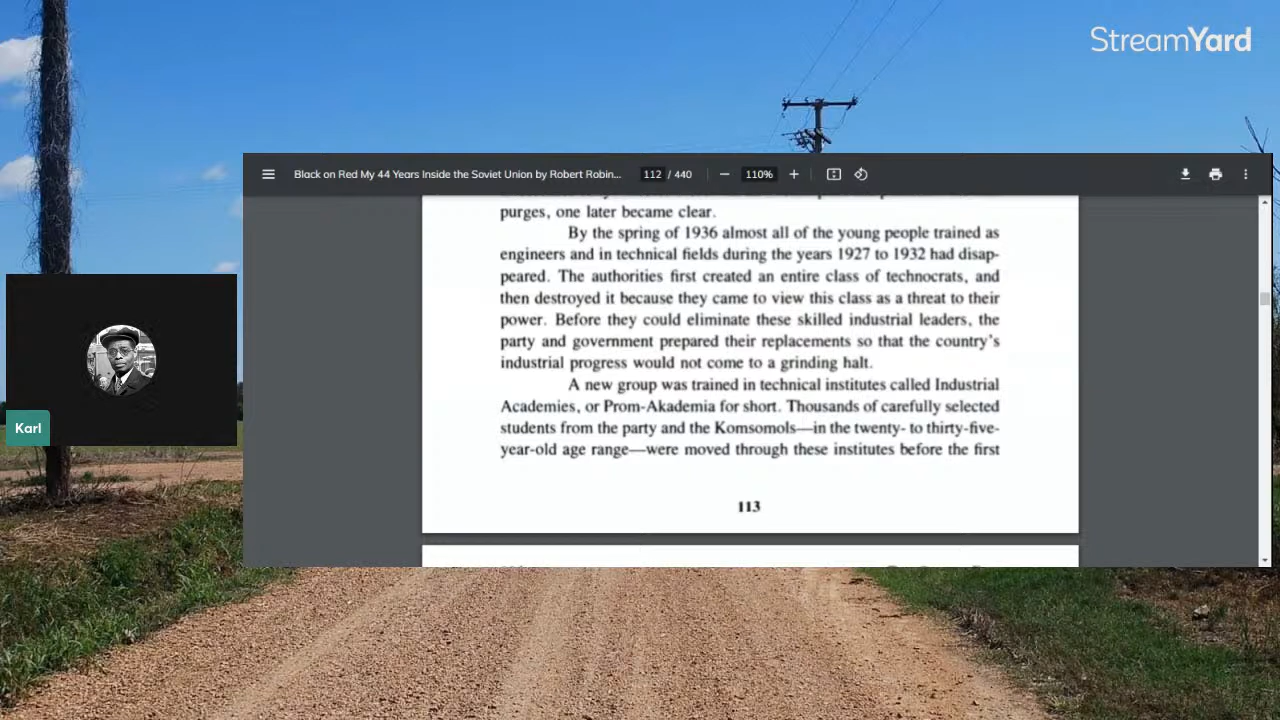 StreamYard
Black on Red My 44 Years Inside the Soviet Union by Robert Robin...
112 / 440
110%
purges, one later became clear.
By the spring of 1936 almost all of the young people trained as
engineers and in technical fields during the years 1927 to 1932 had disap-
peared. The authorities first created an entire class of technocrats, and
then destroyed it because they came to view this class as a threat to their
power. Before they could eliminate these skilled industrial leaders, the
party and government prepared their replacements so that the country's
industrial progress would not come to a grinding halt.
A new group was trained in technical institutes called Industrial
Academies, or Prom-Akademia for short. Thousands of carefully selected
students from the party and the Komsomols—in the twenty- to thirty-five-
year-old age range—were moved through these institutes before the first
113
Karl